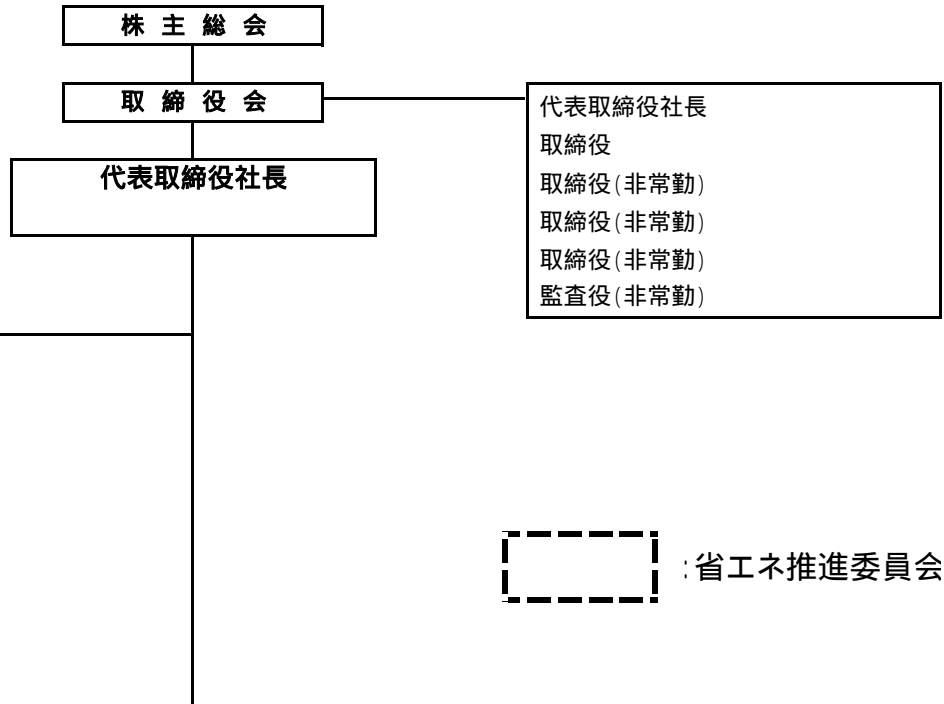 株主総会
取締役会
代表取締役社長
代表取締役社長
取締役
取締役(非常勤)
取締役(非常勤)
取締役(非常勤)
監査役(非常勤)
:省エネ推進委員会